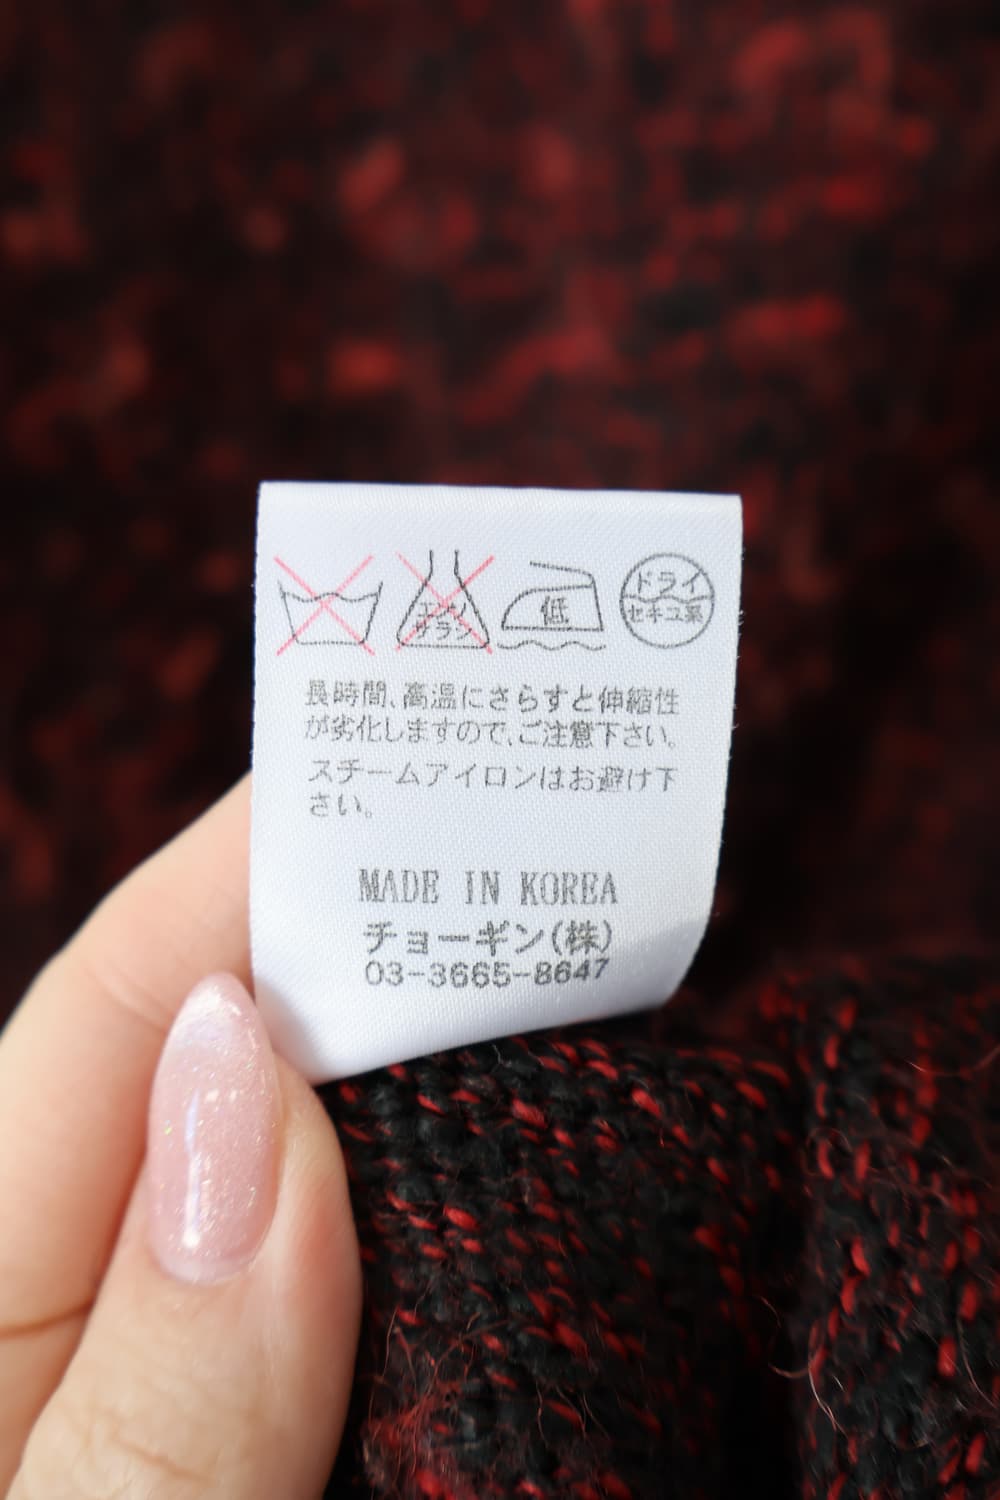 エンソ
サラシ
低
ドライ
セキユ系
長時間、高温にさらすと伸縮性
が劣化しますので、ご注意下さい。
スチームアイロンはお避け下
さい。
MADE IN KOREA
チョーギン(株)
03-3665-8647